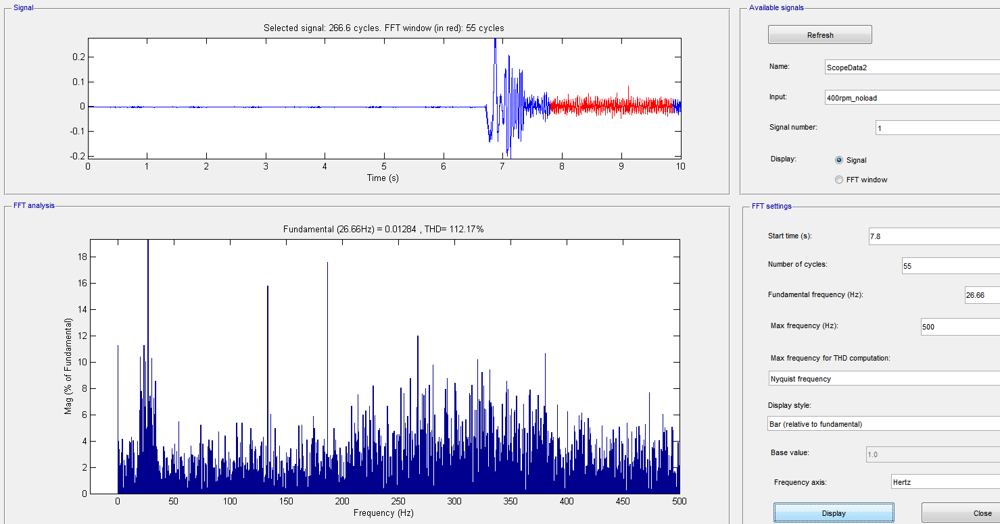 Signal
Selected signal: 266.6 cycles. FFT window (in red): 55 cycles
0.2
0.1
0
-0.1
-0.2
0 1 2 3 4 5 6 7 8 9 10
Time (s)
Available signals
Refresh
Name: ScopeData2
Input: 400rpm_noload
Signal number: 1
Display: Signal
FFT window
FFT analysis
Fundamental (26.66Hz) = 0.01284 , THD= 112.17%
Mag (% of Fundamental)
18
16
14
12
10
8
6
4
2
0
0 50 100 150 200 250 300 350 400 450 500
Frequency (Hz)
FFT settings
Start time (s): 7.8
Number of cycles: 55
Fundamental frequency (Hz): 26.66
Max frequency (Hz): 500
Max frequency for THD computation:
Nyquist frequency
Display style:
Bar (relative to fundamental)
Base value: 1.0
Frequency axis: Hertz
Display Close